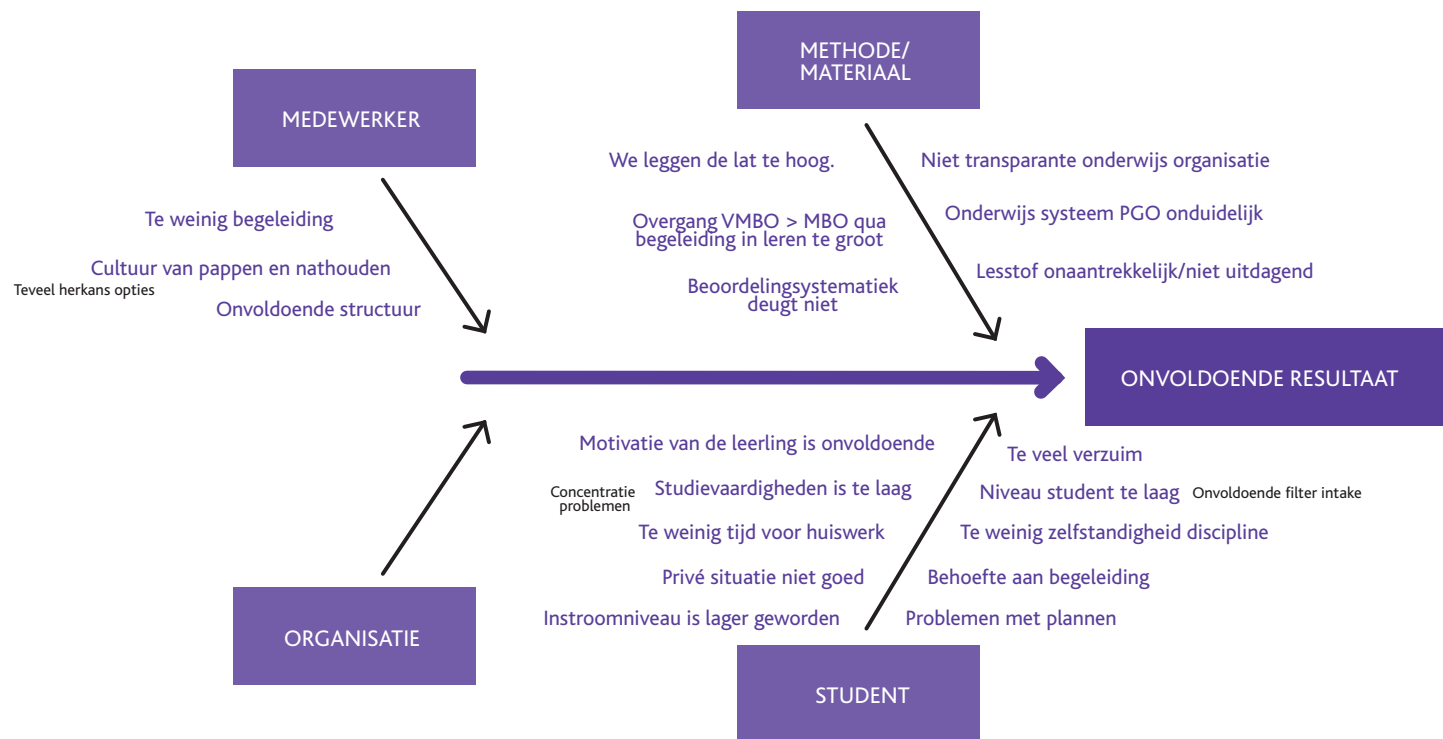 METHODE/
MATERIAAL
MEDEWERKER
We leggen de lat te hoog.
Niet transparante onderwijs organisatie
Te weinig begeleiding
Overgang VMBO > MBO qua
begeleiding in leren te groot
Onderwijs systeem PGO onduidelijk
Cultuur van pappen en nathouden
Teveel herkans opties
Onvoldoende structuur
Beoordelingsystematiek
deugt niet
Lesstof onaantrekkelijk/niet uitdagend
ONVOLDOENDE RESULTAAT
Motivatie van de leerling is onvoldoende
Te veel verzuim
Concentratie
problemen
Studievaardigheden is te laag
Niveau student te laag
Onvoldoende filter intake
Te weinig tijd voor huiswerk
Te weinig zelfstandigheid discipline
Privé situatie niet goed
Behoefte aan begeleiding
Instroomniveau is lager geworden
Problemen met plannen
ORGANISATIE
STUDENT